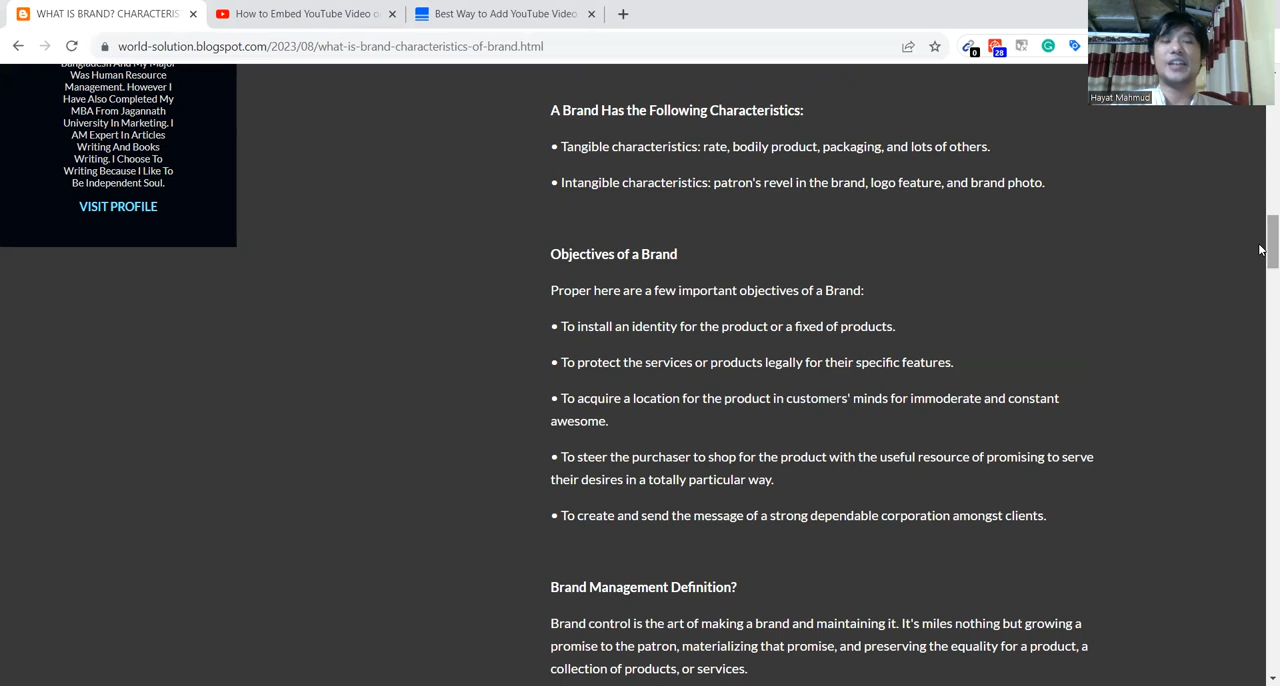 WHAT IS BRAND? CHARACTERIS
How to Embed YouTube Video o
Best Way to Add YouTube Video
world-solution.blogspot.com/2023/08/what-is-brand-characteristics-of-brand.html
0
28
Hayat Mahmud
Bangladesh And My Major
Was Human Resource
Management. However I
Have Also Completed My
MBA From Jagannath
University In Marketing. I
AM Expert In Articles
Writing And Books
Writing. I Choose To
Writing Because I Like To
Be Independent Soul.
VISIT PROFILE
A Brand Has the Following Characteristics:
• Tangible characteristics: rate, bodily product, packaging, and lots of others.
• Intangible characteristics: patron's revel in the brand, logo feature, and brand photo.
Objectives of a Brand
Proper here are a few important objectives of a Brand:
• To install an identity for the product or a fixed of products.
• To protect the services or products legally for their specific features.
• To acquire a location for the product in customers' minds for immoderate and constant
awesome.
• To steer the purchaser to shop for the product with the useful resource of promising to serve
their desires in a totally particular way.
• To create and send the message of a strong dependable corporation amongst clients.
Brand Management Definition?
Brand control is the art of making a brand and maintaining it. It's miles nothing but growing a
promise to the patron, materializing that promise, and preserving the equality for a product, a
collection of products, or services.